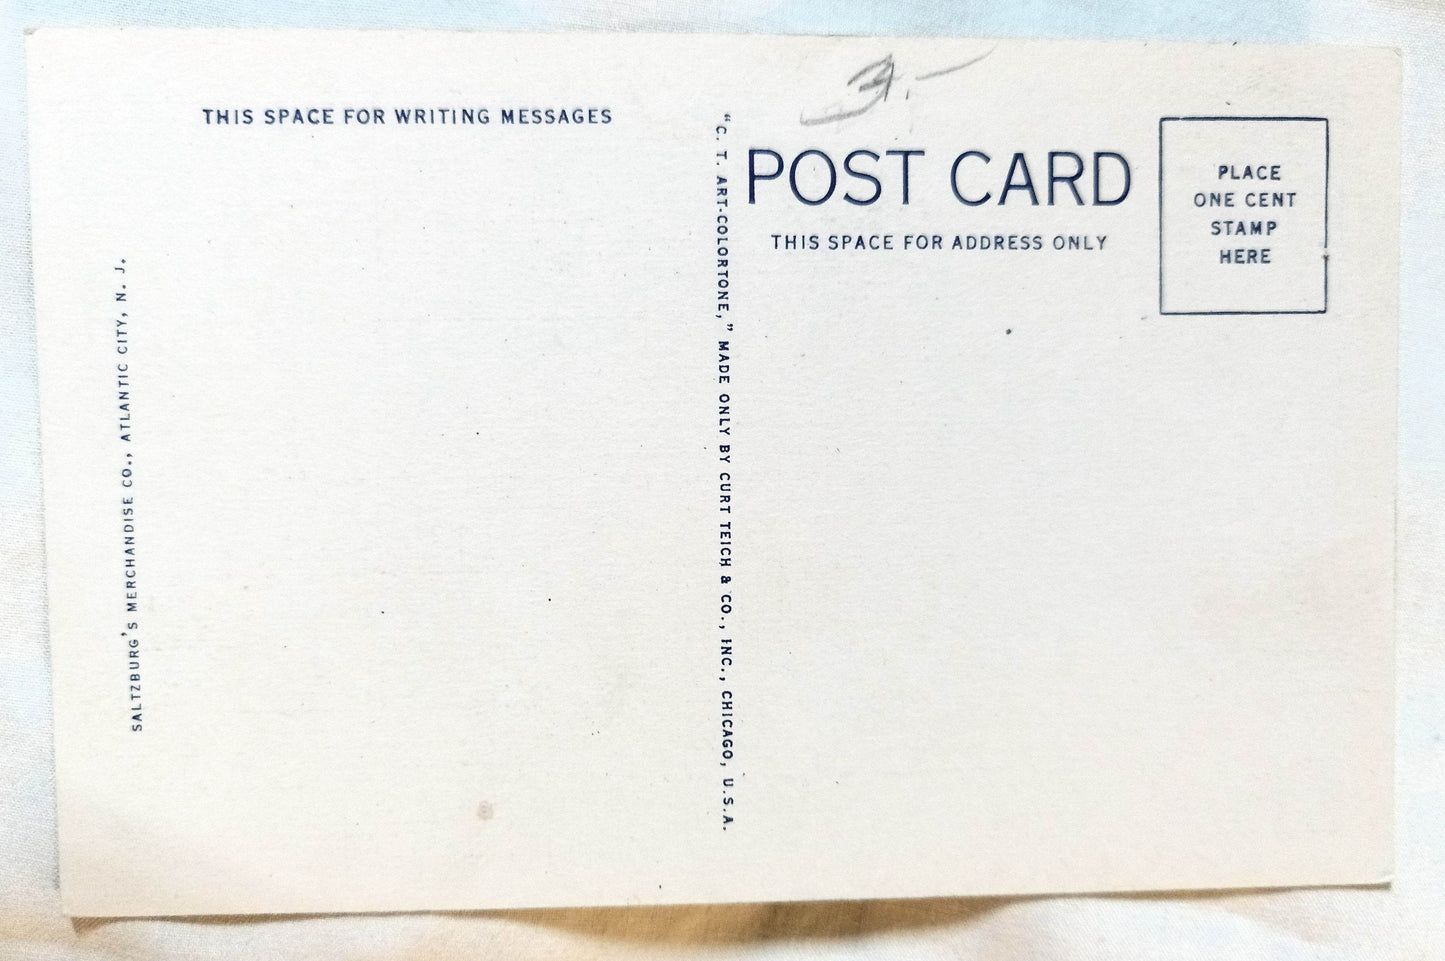 THIS SPACE FOR WRITING MESSAGES
SALTZBURG'S MERCHANDISE CO., ATLANTIC CITY, N. J.
"C. T. ART-COLORTONE," MADE ONLY BY CURT TEICH & CO., INC., CHICAGO, U.S.A.
POST CARD
THIS SPACE FOR ADDRESS ONLY
PLACE
ONE CENT
STAMP
HERE